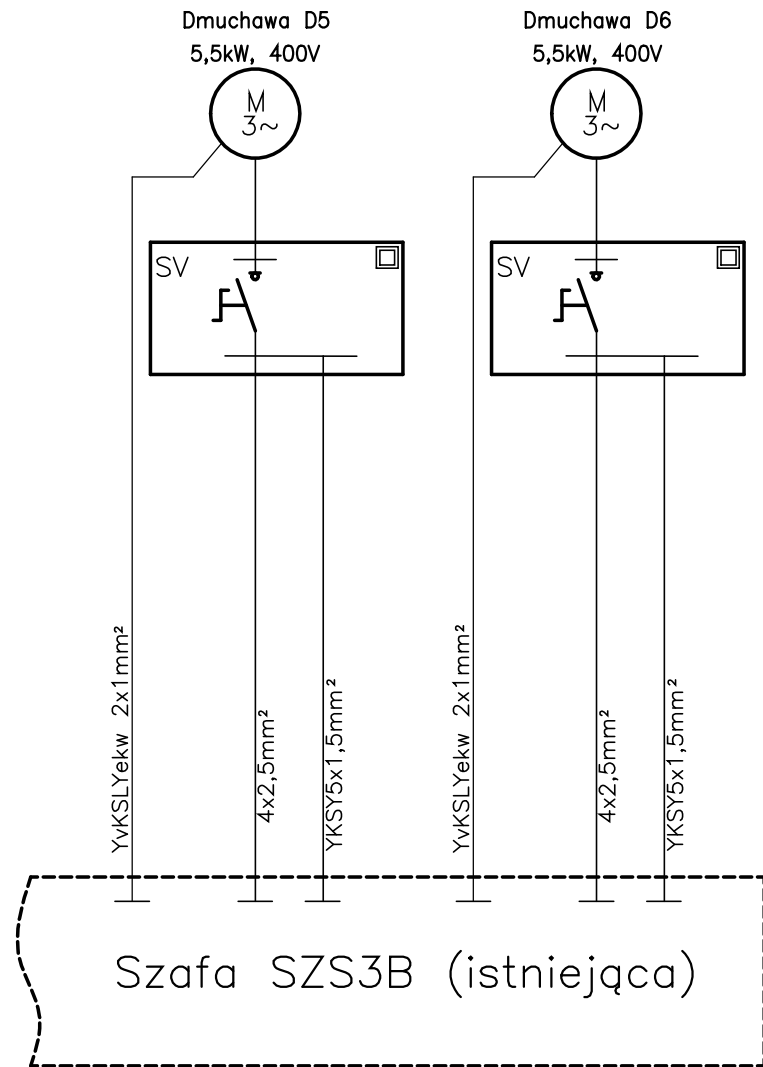 Dmuchawa D5
5,5kW, 400V
M
3~
SV
YvKSLYekw 2x1mm²
4x2,5mm²
YKSY5x1,5mm²
Dmuchawa D6
5,5kW, 400V
M
3~
SV
YvKSLYekw 2x1mm²
4x2,5mm²
YKSY5x1,5mm²
Szafa SZS3B (istniejąca)